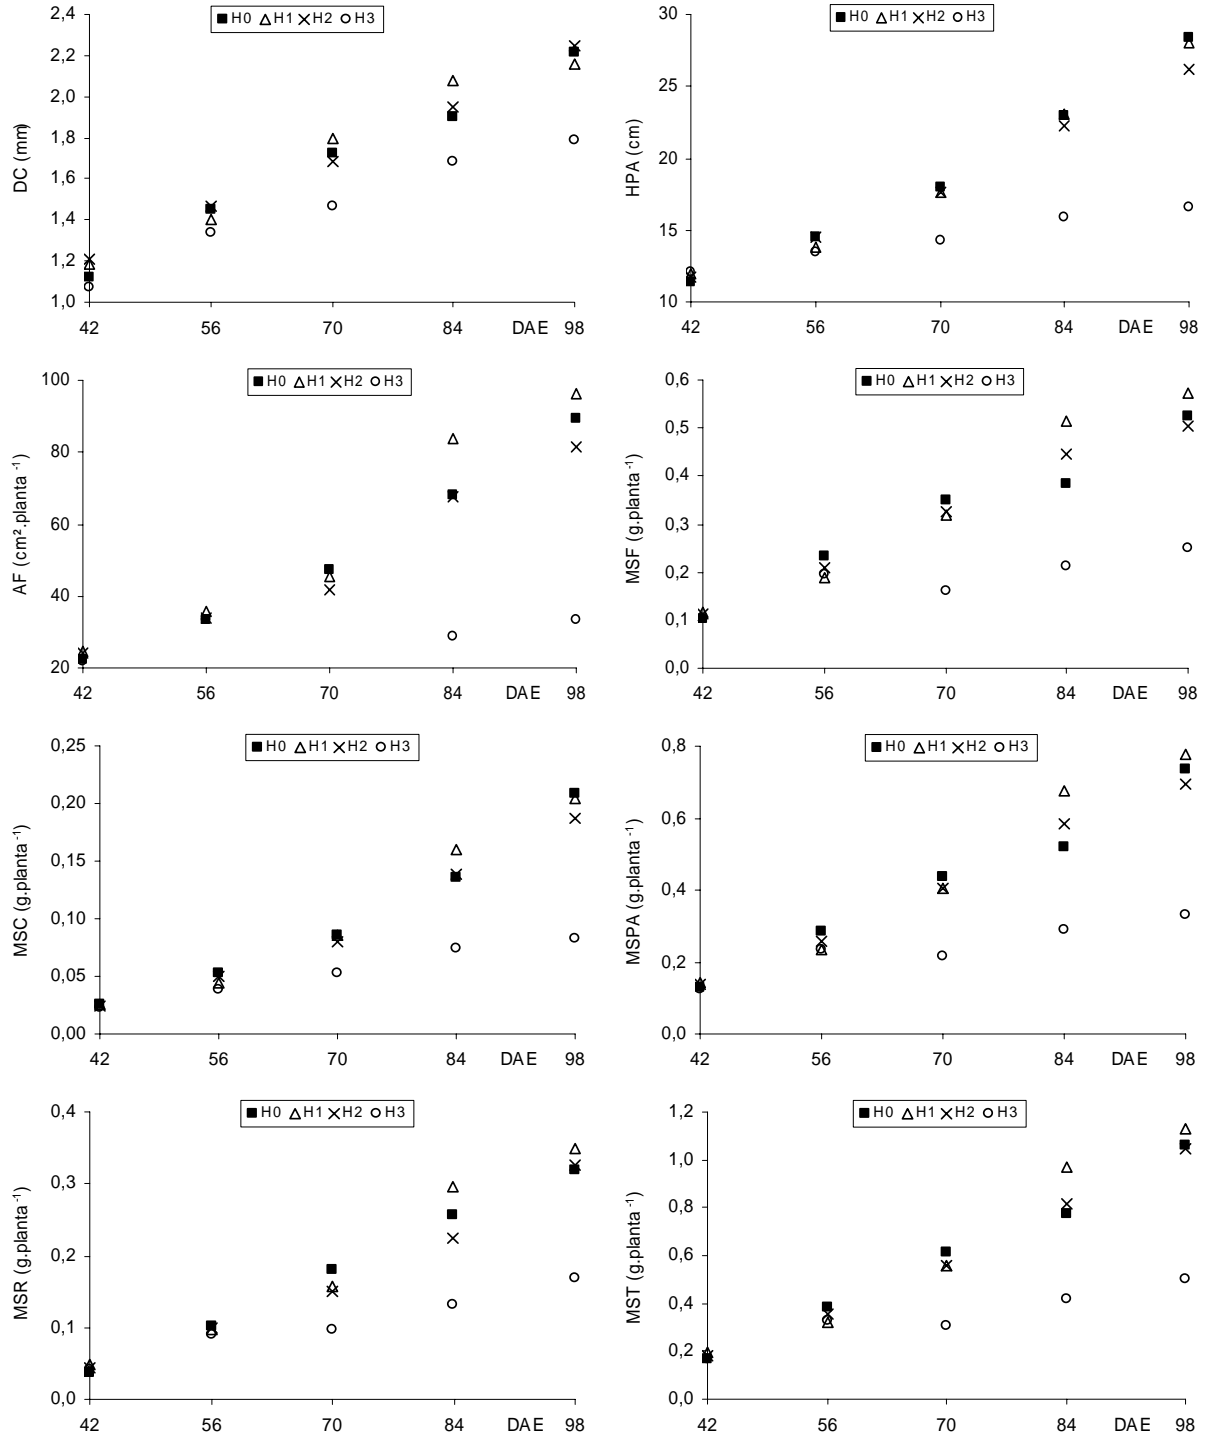 H0 H1 H2 H3
2,4
2,2
2,0
1,8
1,6
1,4
1,2
1,0
DC (mm)
42 56 70 84 DAE 98
H0 H1 H2 H3
30
25
20
15
10
HPA (cm)
42 56 70 84 DAE 98
H0 H1 H2 H3
100
80
60
40
20
AF (cm².planta⁻¹)
42 56 70 84 DAE 98
H0 H1 H2 H3
0,6
0,5
0,4
0,3
0,2
0,1
0,0
MSF (g.planta⁻¹)
42 56 70 84 DAE 98
H0 H1 H2 H3
0,25
0,20
0,15
0,10
0,05
0,00
MSC (g.planta⁻¹)
42 56 70 84 DAE 98
H0 H1 H2 H3
0,8
0,6
0,4
0,2
0,0
MSPA (g.planta⁻¹)
42 56 70 84 DAE 98
H0 H1 H2 H3
0,4
0,3
0,2
0,1
0,0
MSR (g.planta⁻¹)
42 56 70 84 DAE 98
H0 H1 H2 H3
1,2
1,0
0,8
0,6
0,4
0,2
0,0
MST (g.planta⁻¹)
42 56 70 84 DAE 98